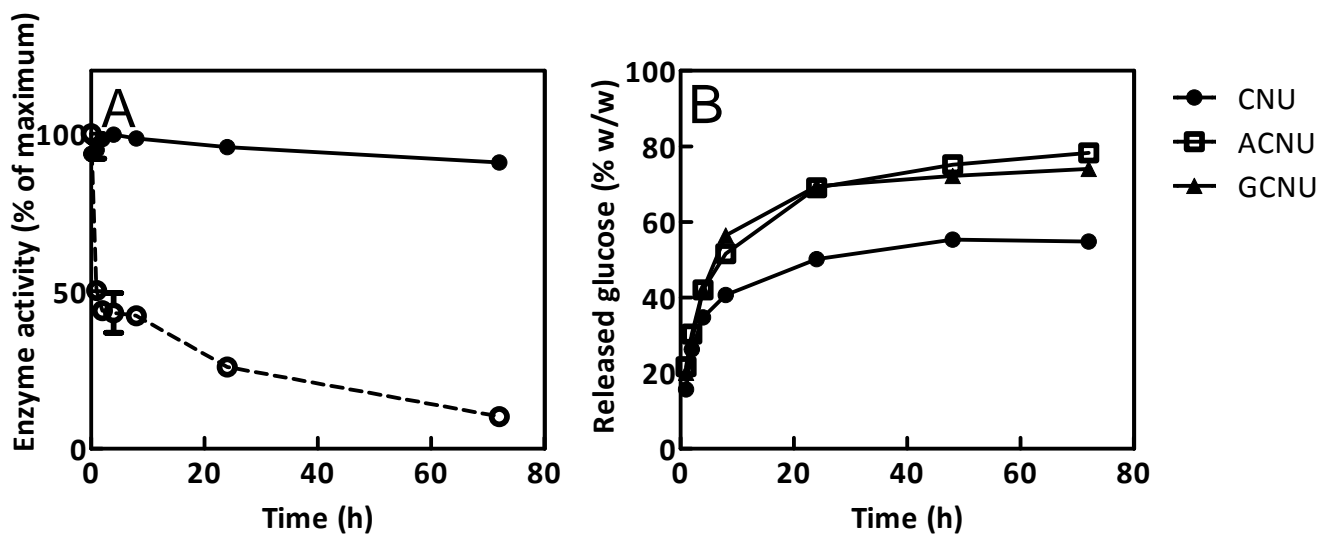 A
Enzyme activity (% of maximum)
100
50
0
0 20 40 60 80
Time (h)
B
Released glucose (% w/w)
100
80
60
40
20
0
0 20 40 60 80
Time (h)
CNU
ACNU
GCNU